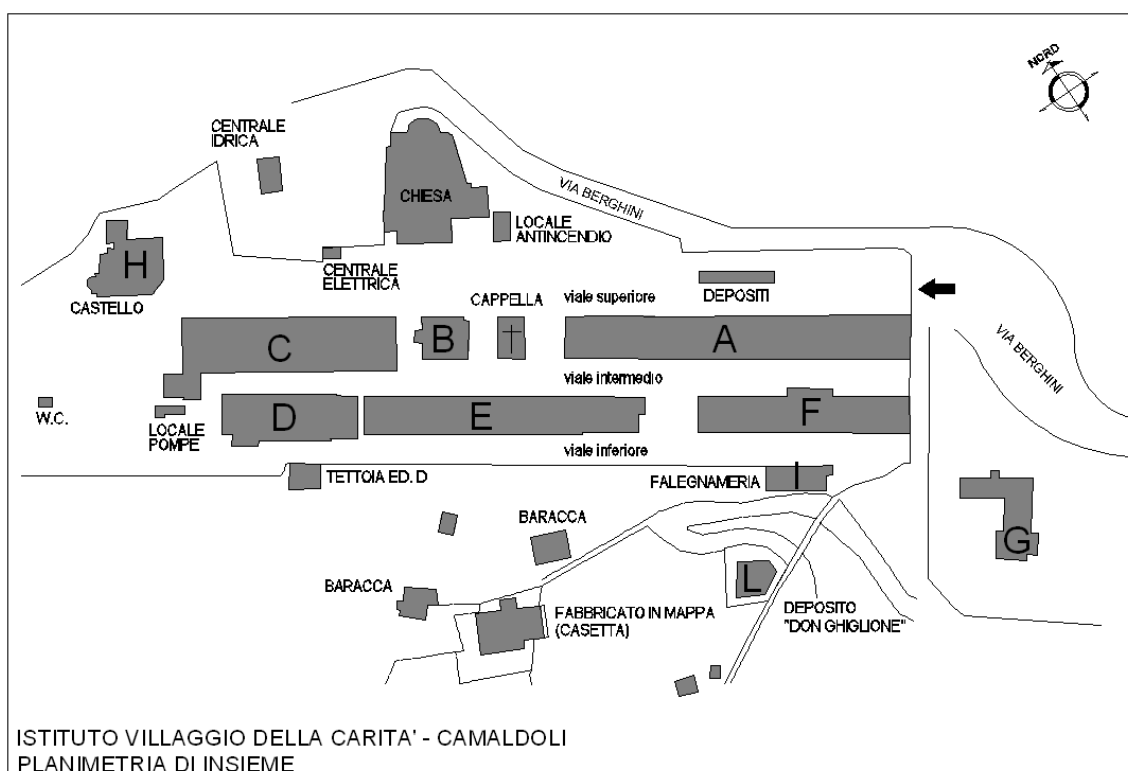 NORD
CENTRALE
IDRICA
CHIESA
VIA BERGHINI
LOCALE
ANTINCENDIO
H
CASTELLO
CENTRALE
ELETTRICA
CAPPELLA
viale superiore
DEPOSITI
C
B
A
VIA BERGHINI
viale intermedio
W.C.
LOCALE
POMPE
D
E
F
viale inferiore
TETTOIA ED. D
FALEGNAMERIA
I
G
BARACCA
BARACCA
L
FABBRICATO IN MAPPA
(CASETTA)
DEPOSITO
"DON GHIGLIONE"
ISTITUTO VILLAGGIO DELLA CARITA' - CAMALDOLI
PLANIMETRIA DI INSIEME